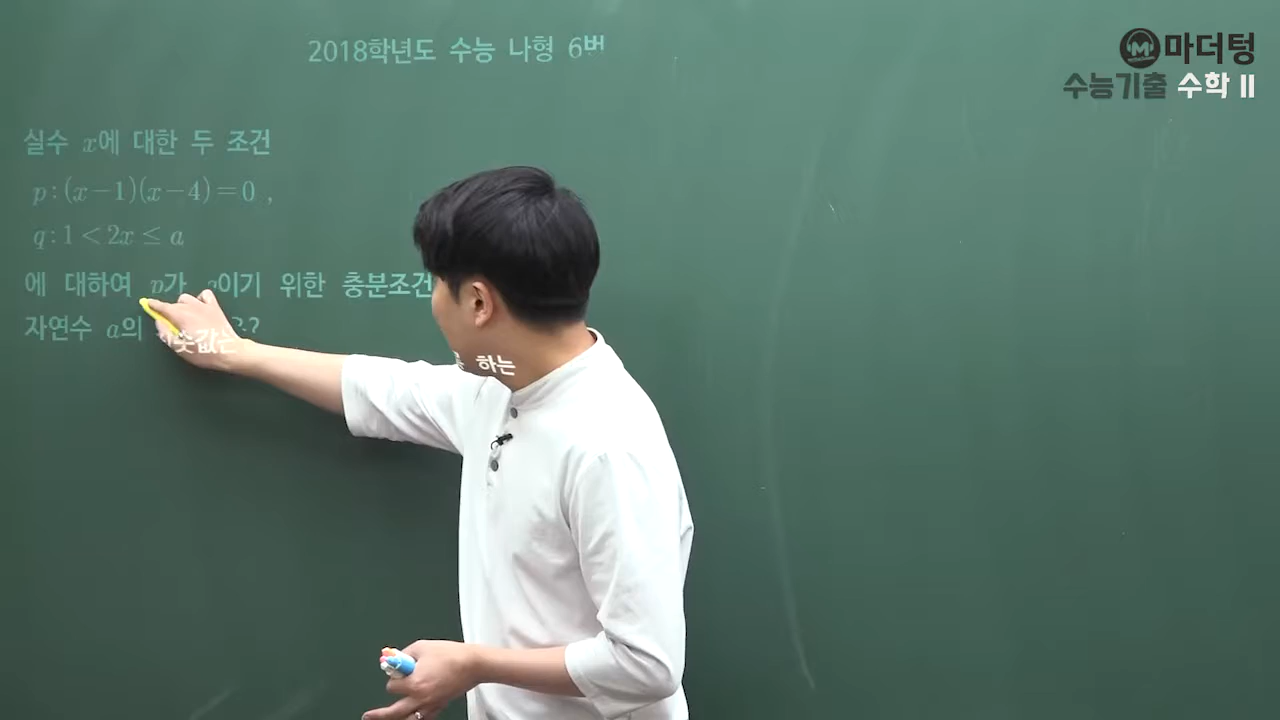 2018학년도 수능 나형 6번
마더텅
수능기출 수학 II
실수 x에 대한 두 조건
p : (x-1)(x-4)=0 ,
q : 1 < 2x ≤ a
에 대하여 p가 이기 위한 충분조건
하는
자연수 a의 솟값은?